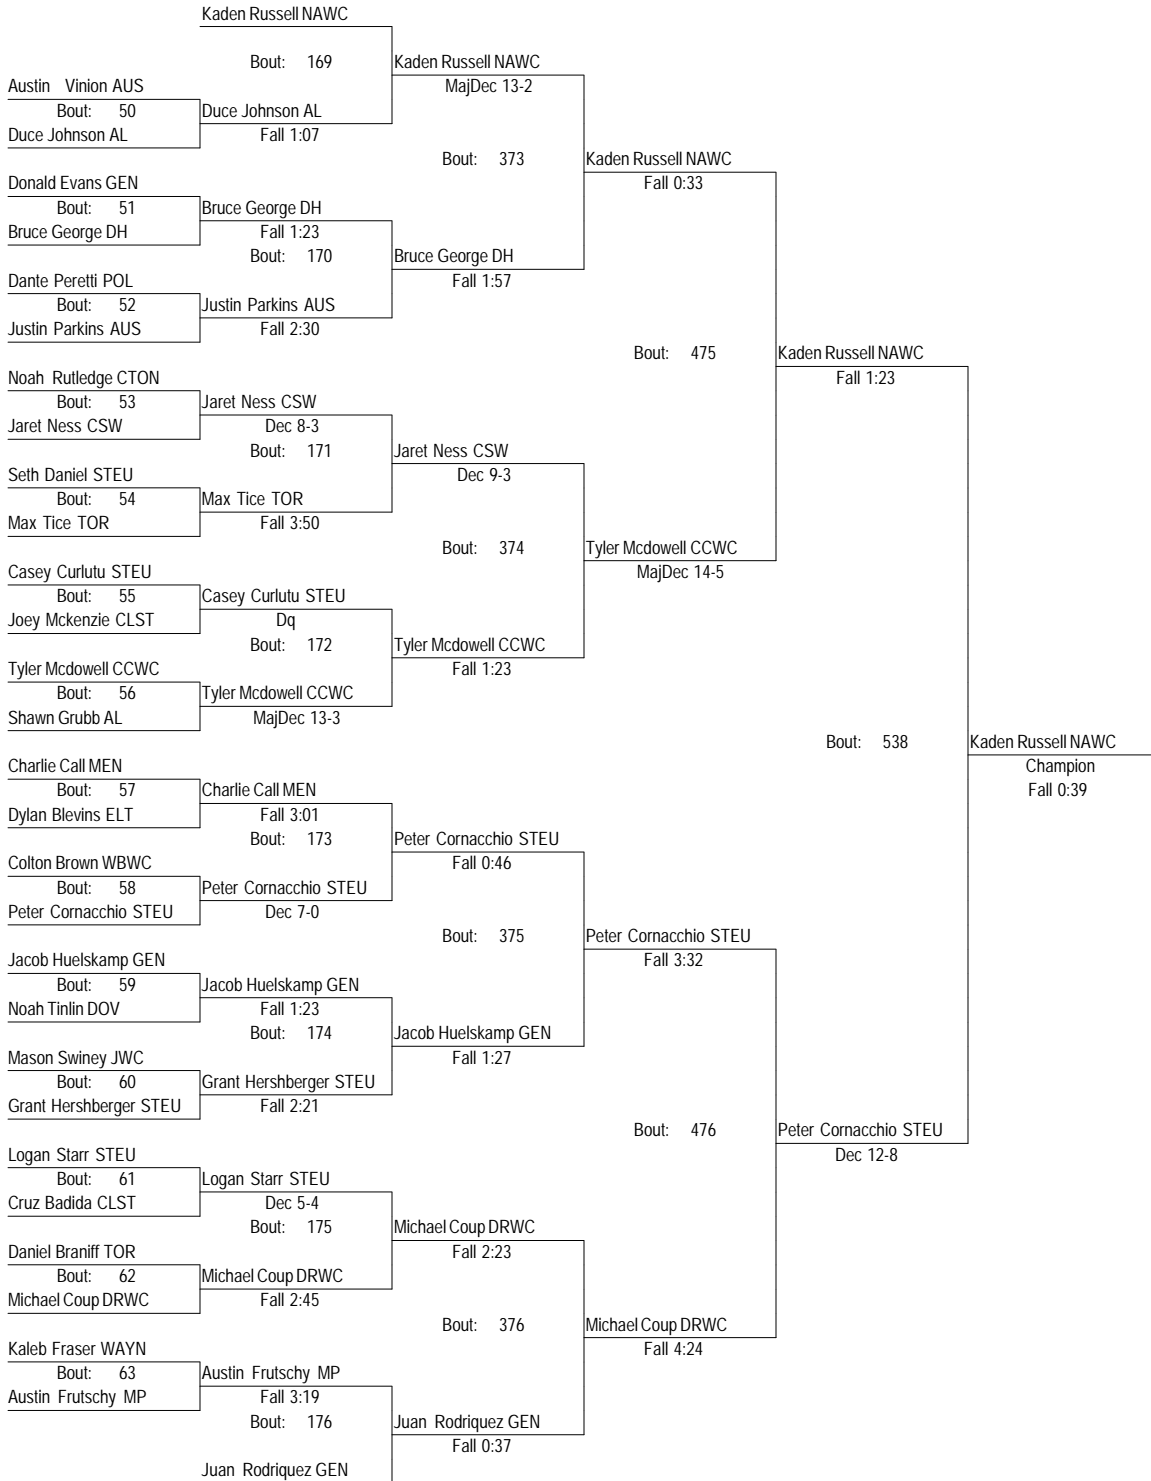 Kaden Russell NAWC
Bout: 169 Kaden Russell NAWC
Austin Vinion AUS MajDec 13-2
Bout: 50 Duce Johnson AL
Duce Johnson AL Fall 1:07
Bout: 373 Kaden Russell NAWC
Donald Evans GEN Fall 0:33
Bout: 51 Bruce George DH
Bruce George DH Fall 1:23
Bout: 170 Bruce George DH
Dante Peretti POL Fall 1:57
Bout: 52 Justin Parkins AUS
Justin Parkins AUS Fall 2:30
Bout: 475 Kaden Russell NAWC
Noah Rutledge CTON Fall 1:23
Bout: 53 Jaret Ness CSW
Jaret Ness CSW Dec 8-3
Bout: 171 Jaret Ness CSW
Seth Daniel STEU Dec 9-3
Bout: 54 Max Tice TOR
Max Tice TOR Fall 3:50
Bout: 374 Tyler Mcdowell CCWC
Casey Curlutu STEU MajDec 14-5
Bout: 55 Casey Curlutu STEU
Joey Mckenzie CLST Dq
Bout: 172 Tyler Mcdowell CCWC
Tyler Mcdowell CCWC Fall 1:23
Bout: 56 Tyler Mcdowell CCWC
Shawn Grubb AL MajDec 13-3
Bout: 538 Kaden Russell NAWC
Charlie Call MEN Champion
Bout: 57 Charlie Call MEN Fall 0:39
Dylan Blevins ELT Fall 3:01
Bout: 173 Peter Cornacchio STEU
Colton Brown WBWC Fall 0:46
Bout: 58 Peter Cornacchio STEU
Peter Cornacchio STEU Dec 7-0
Bout: 375 Peter Cornacchio STEU
Jacob Huelskamp GEN Fall 3:32
Bout: 59 Jacob Huelskamp GEN
Noah Tinlin DOV Fall 1:23
Bout: 174 Jacob Huelskamp GEN
Mason Swiney JWC Fall 1:27
Bout: 60 Grant Hershberger STEU
Grant Hershberger STEU Fall 2:21
Bout: 476 Peter Cornacchio STEU
Logan Starr STEU Dec 12-8
Bout: 61 Logan Starr STEU
Cruz Badida CLST Dec 5-4
Bout: 175 Michael Coup DRWC
Daniel Braniff TOR Fall 2:23
Bout: 62 Michael Coup DRWC
Michael Coup DRWC Fall 2:45
Bout: 376 Michael Coup DRWC
Kaleb Fraser WAYN Fall 4:24
Bout: 63 Austin Frutschy MP
Austin Frutschy MP Fall 3:19
Bout: 176 Juan Rodriquez GEN
Fall 0:37
Juan Rodriquez GEN